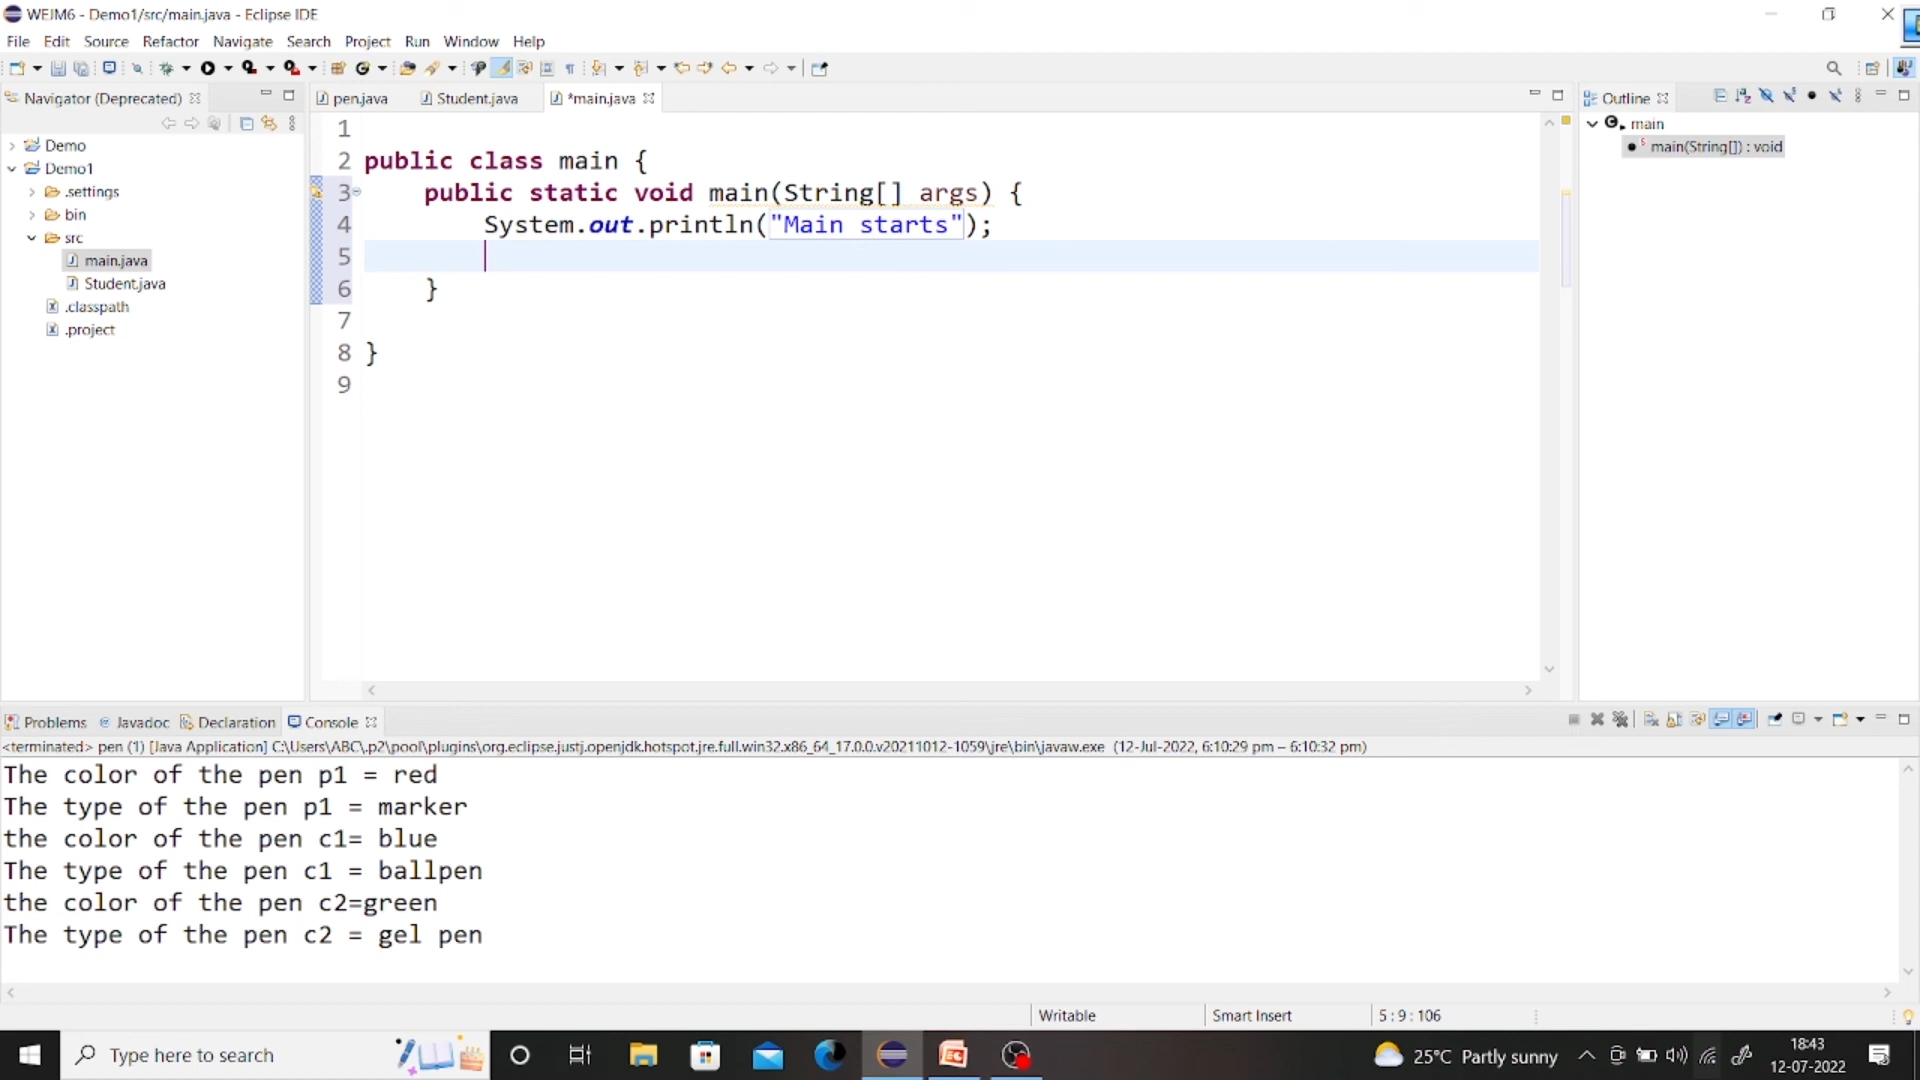 WEJM6 - Demo1/src/main.java - Eclipse IDE
File Edit Source Refactor Navigate Search Project Run Window Help
Navigator (Deprecated)
pen.java Student.java *main.java
Outline
Demo
Demo1
.settings
bin
src
main.java
Student.java
.classpath
.project
1
2 public class main {
3 public static void main(String[] args) {
4 System.out.println("Main starts");
5
6 }
7
8 }
9
main
main(String[]) : void
Problems Javadoc Declaration Console
<terminated> pen (1) [Java Application] C:\Users\ABC\.p2\pool\plugins\org.eclipse.justj.openjdk.hotspot.jre.full.win32.x86_64_17.0.0.v20211012-1059\jre\bin\javaw.exe (12-Jul-2022, 6:10:29 pm – 6:10:32 pm)
The color of the pen p1 = red
The type of the pen p1 = marker
the color of the pen c1= blue
The type of the pen c1 = ballpen
the color of the pen c2=green
The type of the pen c2 = gel pen
Writable Smart Insert 5 : 9 : 106
Type here to search
25°C Partly sunny
18:43
12-07-2022